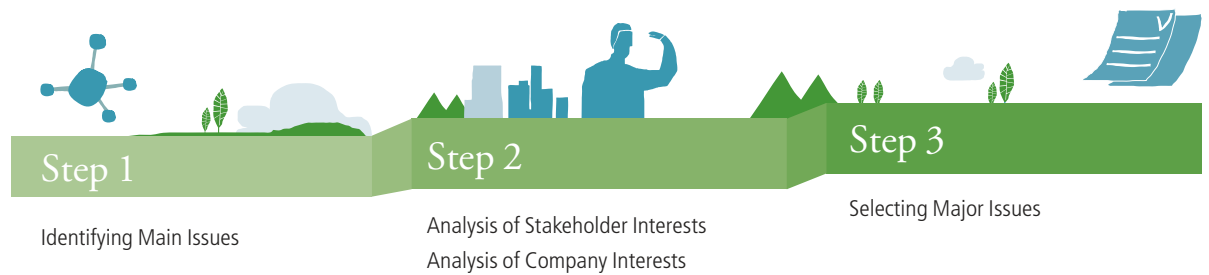 Step 1
Identifying Main Issues
Step 2
Analysis of Stakeholder Interests
Analysis of Company Interests
Step 3
Selecting Major Issues